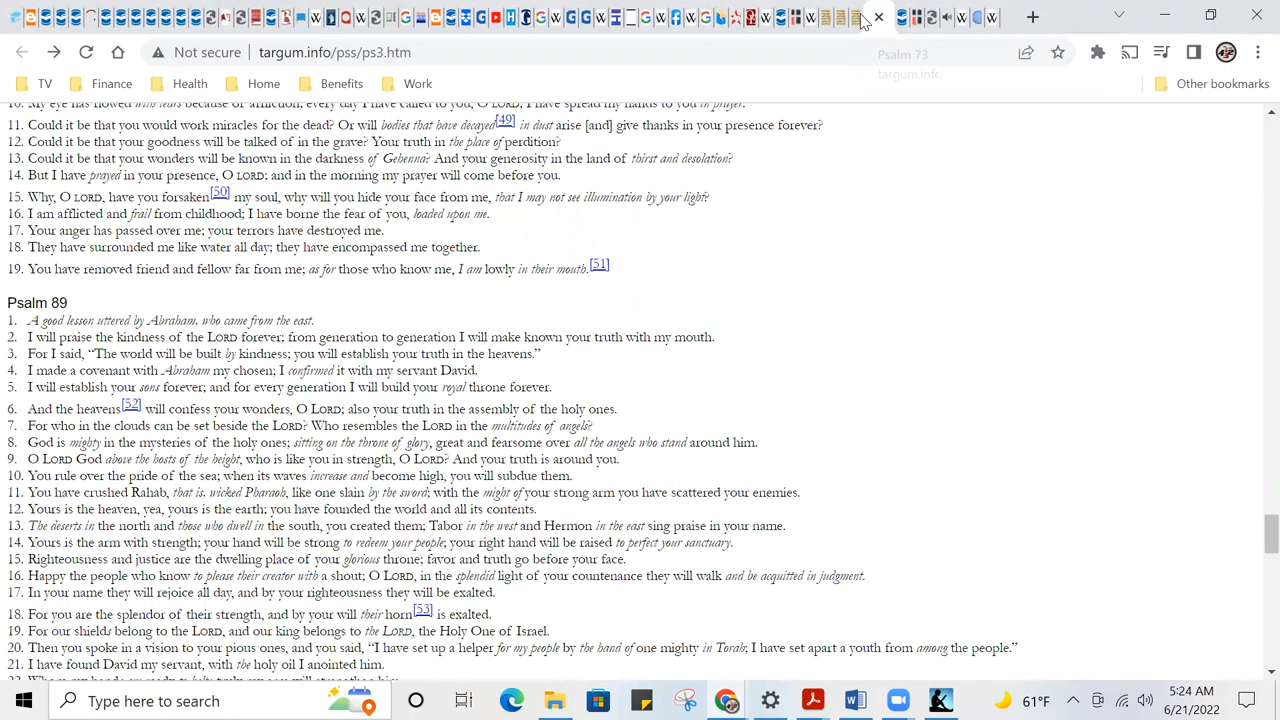 Not secure targum.info/pss/ps3.htm
Psalm 73
targum.info
TV Finance Health Home Benefits Work Other bookmarks
10. My eye has flowed with tears because of affliction; every day I have called to you, O LORD; I have spread my hands to you in prayer.
11. Could it be that you would work miracles for the dead? Or will bodies that have decayed[49] in dust arise [and] give thanks in your presence forever?
12. Could it be that your goodness will be talked of in the grave? Your truth in the place of perdition?
13. Could it be that your wonders will be known in the darkness of Gehenna? And your generosity in the land of thirst and desolation?
14. But I have prayed in your presence, O LORD; and in the morning my prayer will come before you.
15. Why, O LORD, have you forsaken[50] my soul, why will you hide your face from me, that I may not see illumination by your light?
16. I am afflicted and frail from childhood; I have borne the fear of you, loaded upon me.
17. Your anger has passed over me; your terrors have destroyed me.
18. They have surrounded me like water all day; they have encompassed me together.
19. You have removed friend and fellow far from me; as for those who know me, I am lowly in their mouth.[51]
Psalm 89
1. A good lesson uttered by Abraham, who came from the east.
2. I will praise the kindness of the LORD forever; from generation to generation I will make known your truth with my mouth.
3. For I said, “The world will be built by kindness; you will establish your truth in the heavens.”
4. I made a covenant with Abraham my chosen; I confirmed it with my servant David.
5. I will establish your sons forever; and for every generation I will build your royal throne forever.
6. And the heavens[52] will confess your wonders, O LORD; also your truth in the assembly of the holy ones.
7. For who in the clouds can be set beside the LORD? Who resembles the LORD in the multitudes of angels?
8. God is mighty in the mysteries of the holy ones; sitting on the throne of glory, great and fearsome over all the angels who stand around him.
9. O LORD God above the hosts of the height, who is like you in strength, O LORD? And your truth is around you.
10. You rule over the pride of the sea; when its waves increase and become high, you will subdue them.
11. You have crushed Rahab, that is, wicked Pharaoh, like one slain by the sword; with the might of your strong arm you have scattered your enemies.
12. Yours is the heaven, yea, yours is the earth; you have founded the world and all its contents.
13. The deserts in the north and those who dwell in the south, you created them; Tabor in the west and Hermon in the east sing praise in your name.
14. Yours is the arm with strength; your hand will be strong to redeem your people; your right hand will be raised to perfect your sanctuary.
15. Righteousness and justice are the dwelling place of your glorious throne; favor and truth go before your face.
16. Happy the people who know to please their creator with a shout; O LORD, in the splendid light of your countenance they will walk and be acquitted in judgment.
17. In your name they will rejoice all day, and by your righteousness they will be exalted.
18. For you are the splendor of their strength, and by your will their horn[53] is exalted.
19. For our shields belong to the LORD, and our king belongs to the LORD, the Holy One of Israel.
20. Then you spoke in a vision to your pious ones, and you said, “I have set up a helper for my people by the hand of one mighty in Torah; I have set apart a youth from among the people.”
21. I have found David my servant, with the holy oil I anointed him.
Type here to search 61°F 5:24 AM
6/21/2022